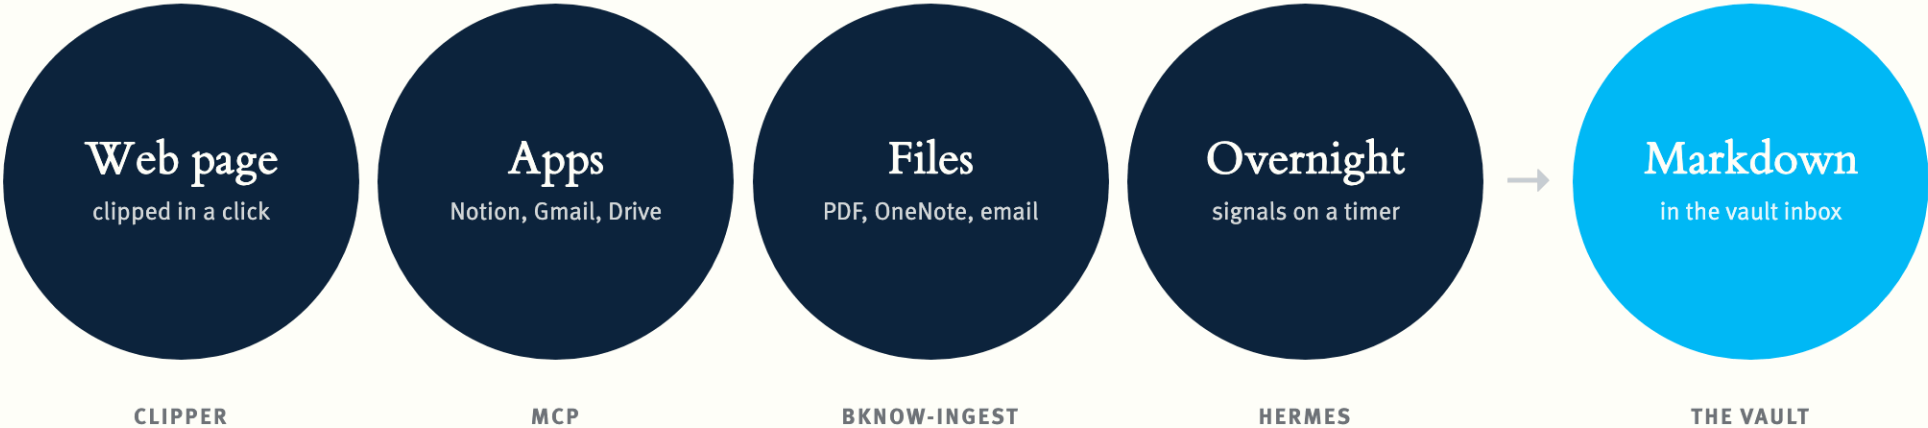 Web page
clipped in a click
CLIPPER
Apps
Notion, Gmail, Drive
MCP
Files
PDF, OneNote, email
BKNOW-INGEST
Overnight
signals on a timer
HERMES
Markdown
in the vault inbox
THE VAULT